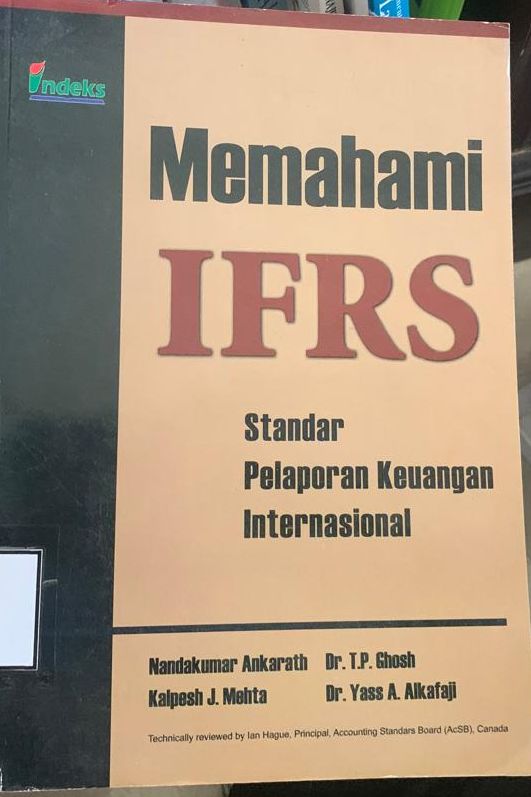 indeks
Memahami
IFRS
Standar
Pelaporan Keuangan
Internasional
Nandakumar Ankarath Dr. T.P. Ghosh
Kalpesh J. Mehta Dr. Yass A. Alkafaji
Technically reviewed by Ian Hague, Principal, Accounting Standars Board (AcSB), Canada